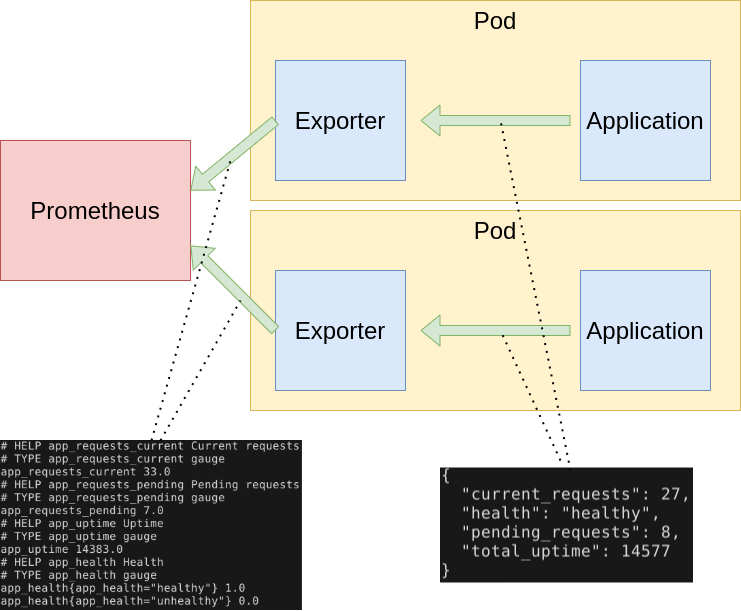 Pod
Exporter
Application
Prometheus
Pod
Exporter
Application
# HELP app_requests_current Current requests
# TYPE app_requests_current gauge
app_requests_current 33.0
# HELP app_requests_pending Pending requests
# TYPE app_requests_pending gauge
app_requests_pending 7.0
# HELP app_uptime Uptime
# TYPE app_uptime gauge
app_uptime 14383.0
# HELP app_health Health
# TYPE app_health gauge
app_health{app_health="healthy"} 1.0
app_health{app_health="unhealthy"} 0.0
{
"current_requests": 27,
"health": "healthy",
"pending_requests": 8,
"total_uptime": 14577
}